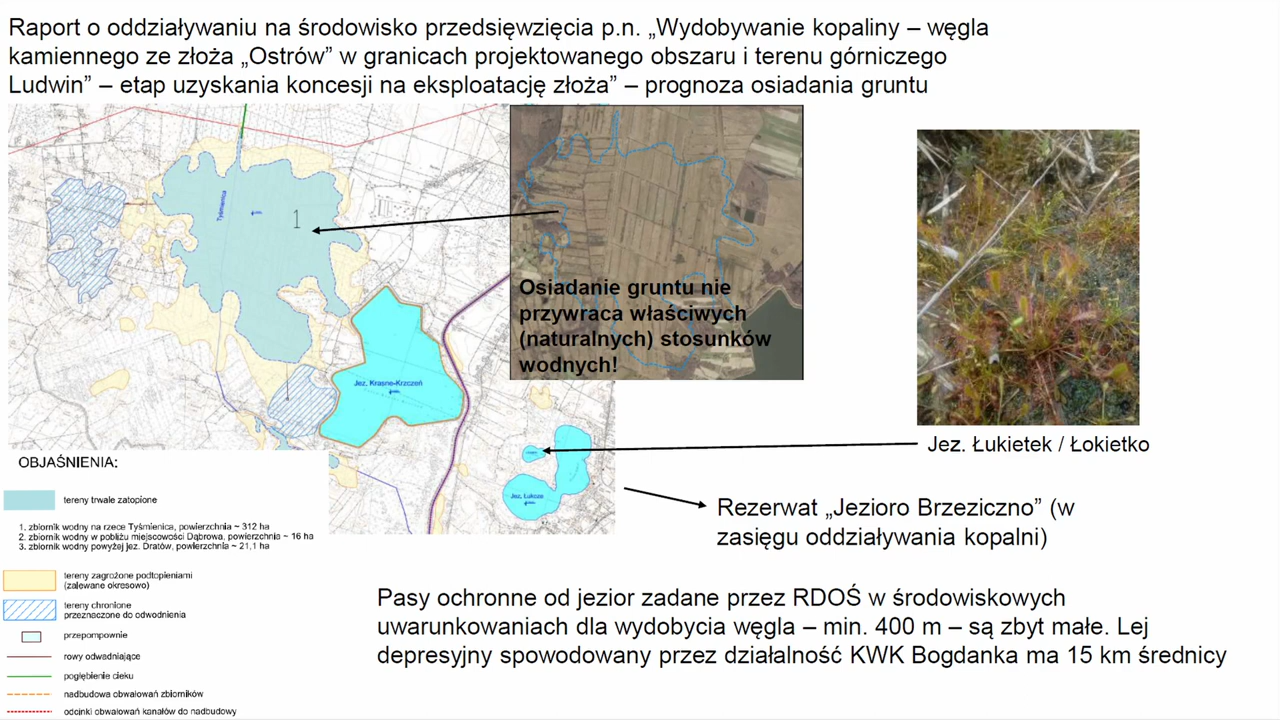 Raport o oddziaływaniu na środowisko przedsięwzięcia p.n. „Wydobywanie kopaliny – węgla
kamiennego ze złoża „Ostrów” w granicach projektowanego obszaru i terenu górniczego
Ludwin” – etap uzyskania koncesji na eksploatację złoża” – prognoza osiadania gruntu
Tyśmienica
1
Osiadanie gruntu nie
przywraca właściwych
(naturalnych) stosunków
wodnych!
Jez. Krasne-Krzczeń
Jez. Łukcze
Jez. Łukietek / Łokietko
OBJAŚNIENIA:
tereny trwale zatopione
1. zbiornik wodny na rzece Tyśmienica, powierzchnia ~ 312 ha
2. zbiornik wodny w pobliżu miejscowości Dąbrowa, powierzchnia ~ 16 ha
3. zbiornik wodny powyżej jez. Dratów, powierzchnia ~ 21,1 ha
tereny zagrożone podtopieniami
(zalewane okresowo)
tereny chronione
przeznaczone do odwodnienia
przepompownie
rowy odwadniające
pogłębienie cieku
nadbudowa obwałowań zbiorników
odcinki obwałowań kanałów do nadbudowy
Rezerwat „Jezioro Brzeziczno” (w
zasięgu oddziaływania kopalni)
Pasy ochronne od jezior zadane przez RDOŚ w środowiskowych
uwarunkowaniach dla wydobycia węgla – min. 400 m – są zbyt małe. Lej
depresyjny spowodowany przez działalność KWK Bogdanka ma 15 km średnicy